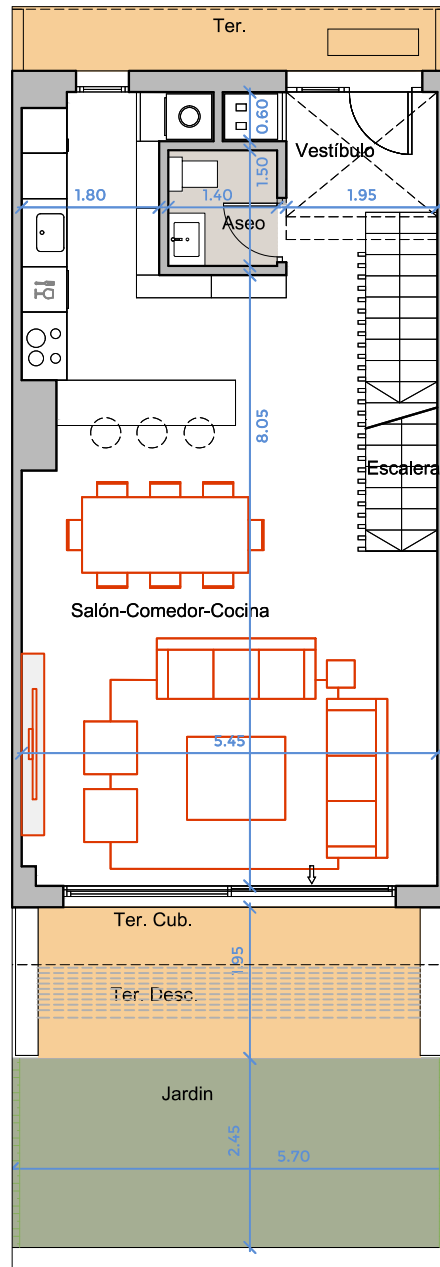 Ter.
0.60
Vestíbulo
1.50
1.80
1.40
1.95
Aseo
8.05
Escalera
Salón-Comedor-Cocina
5.45
Ter. Cub.
1.95
Ter. Desc.
Jardin
2.45
5.70